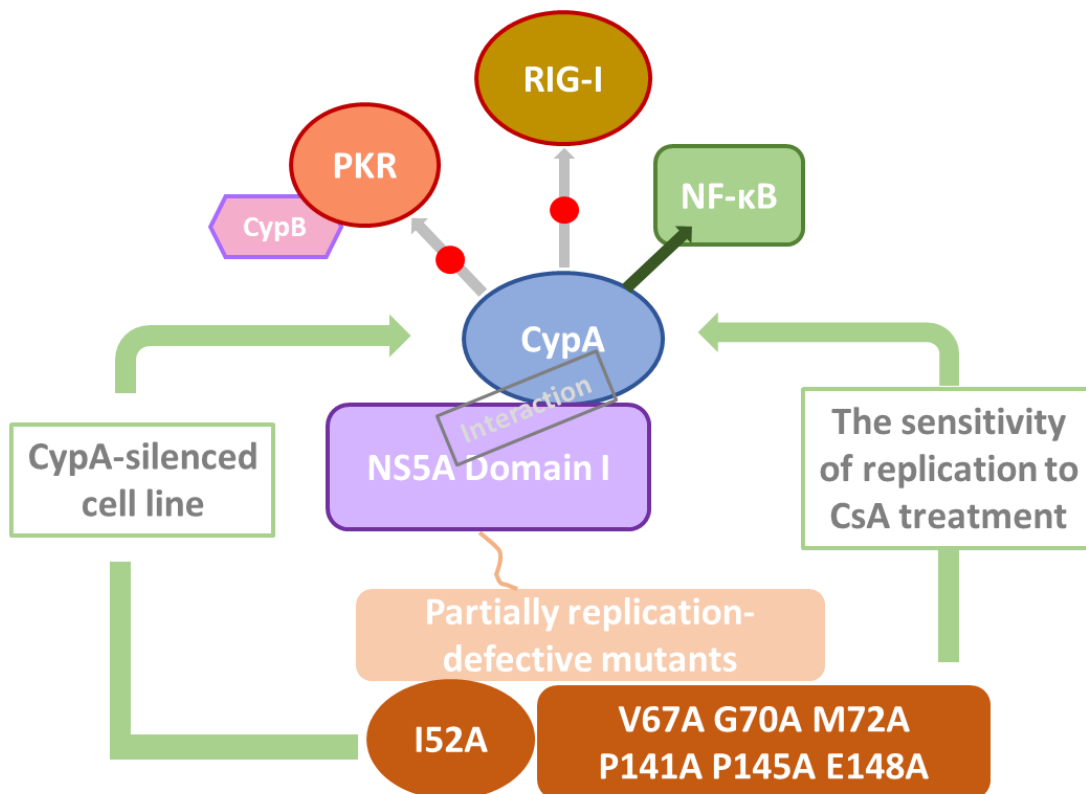 RIG-I
PKR
NF-κB
CypB
CypA
Interaction
NS5A Domain I
CypA-silenced
cell line
The sensitivity
of replication to
CsA treatment
Partially replication-
defective mutants
I52A
V67A G70A M72A
P141A P145A E148A